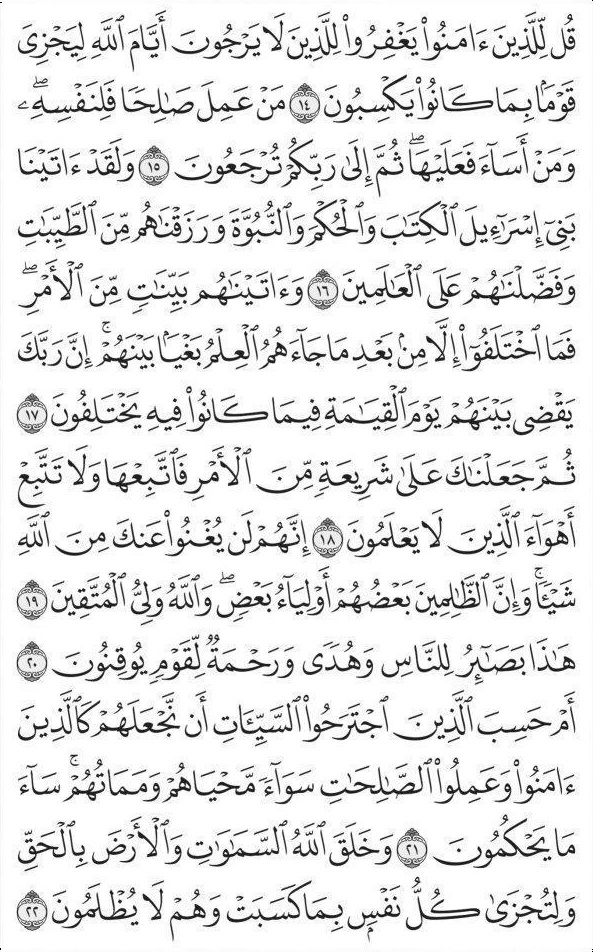 قُل لِّلَّذِينَ ءَامَنُوا۟ يَغْفِرُوا۟ لِلَّذِينَ لَا يَرْجُونَ أَيَّامَ ٱللَّهِ لِيَجْزِىَ
قَوْمًۢا بِمَا كَانُوا۟ يَكْسِبُونَ ١٤ مَنْ عَمِلَ صَـٰلِحًا فَلِنَفْسِهِۦ ۖ
وَمَنْ أَسَآءَ فَعَلَيْهَا ۖ ثُمَّ إِلَىٰ رَبِّكُمْ تُرْجَعُونَ ١٥ وَلَقَدْ ءَاتَيْنَا
بَنِىٓ إِسْرَٰٓءِيلَ ٱلْكِتَـٰبَ وَٱلْحُكْمَ وَٱلنُّبُوَّةَ وَرَزَقْنَـٰهُم مِّنَ ٱلطَّيِّبَـٰتِ
وَفَضَّلْنَـٰهُمْ عَلَى ٱلْعَـٰلَمِينَ ١٦ وَءَاتَيْنَـٰهُم بَيِّنَـٰتٍ مِّنَ ٱلْأَمْرِ ۖ
فَمَا ٱخْتَلَفُوٓا۟ إِلَّا مِنۢ بَعْدِ مَا جَآءَهُمُ ٱلْعِلْمُ بَغْيًۢا بَيْنَهُمْ ۚ إِنَّ رَبَّكَ
يَقْضِى بَيْنَهُمْ يَوْمَ ٱلْقِيَـٰمَةِ فِيمَا كَانُوا۟ فِيهِ يَخْتَلِفُونَ ١٧
ثُمَّ جَعَلْنَـٰكَ عَلَىٰ شَرِيعَةٍ مِّنَ ٱلْأَمْرِ فَٱتَّبِعْهَا وَلَا تَتَّبِعْ
أَهْوَآءَ ٱلَّذِينَ لَا يَعْلَمُونَ ١٨ إِنَّهُمْ لَن يُغْنُوا۟ عَنكَ مِنَ ٱللَّهِ
شَيْـًٔا ۚ وَإِنَّ ٱلظَّـٰلِمِينَ بَعْضُهُمْ أَوْلِيَآءُ بَعْضٍ ۖ وَٱللَّهُ وَلِىُّ ٱلْمُتَّقِينَ ١٩
هَـٰذَا بَصَـٰٓئِرُ لِلنَّاسِ وَهُدًى وَرَحْمَةٌ لِّقَوْمٍ يُوقِنُونَ ٢٠
أَمْ حَسِبَ ٱلَّذِينَ ٱجْتَرَحُوا۟ ٱلسَّيِّـَٔاتِ أَن نَّجْعَلَهُمْ كَٱلَّذِينَ
ءَامَنُوا۟ وَعَمِلُوا۟ ٱلصَّـٰلِحَـٰتِ سَوَآءً مَّحْيَاهُمْ وَمَمَاتُهُمْ ۚ سَآءَ
مَا يَحْكُمُونَ ٢١ وَخَلَقَ ٱللَّهُ ٱلسَّمَـٰوَٰتِ وَٱلْأَرْضَ بِٱلْحَقِّ
وَلِتُجْزَىٰ كُلُّ نَفْسٍۭ بِمَا كَسَبَتْ وَهُمْ لَا يُظْلَمُونَ ٢٢